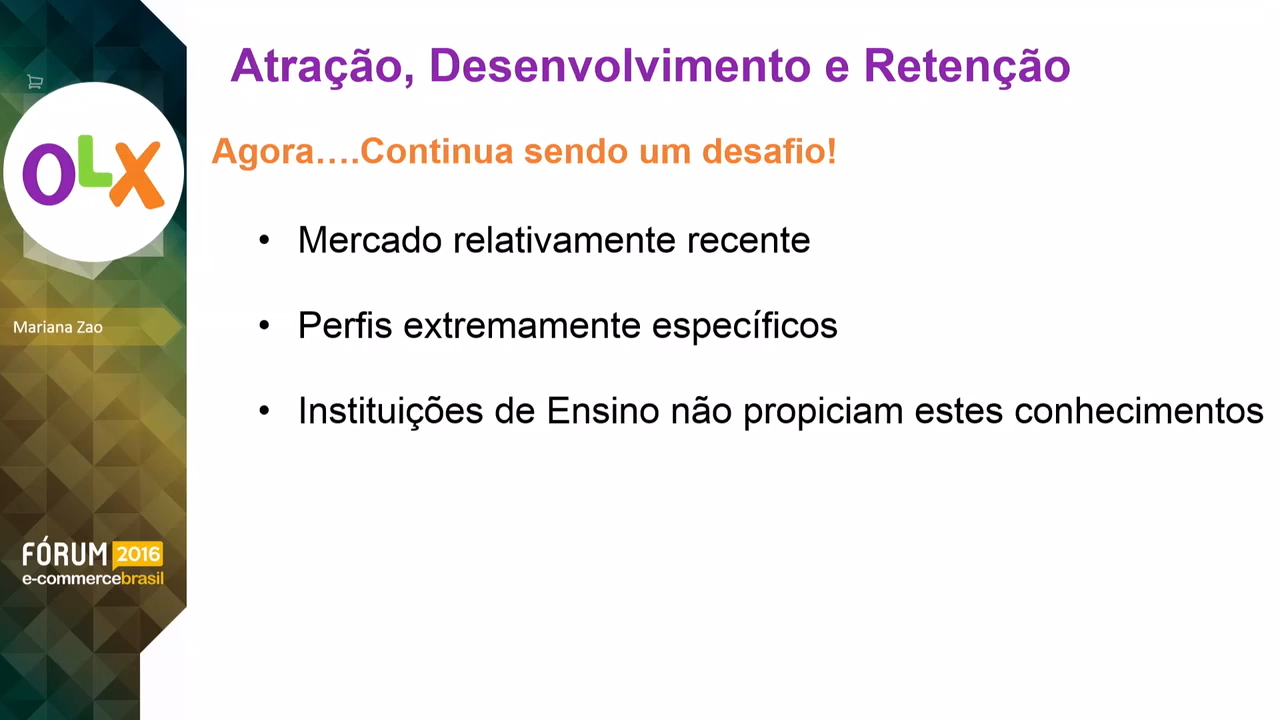 Atração, Desenvolvimento e Retenção
OLX
Agora....Continua sendo um desafio!
• Mercado relativamente recente
Mariana Zao
• Perfis extremamente específicos
• Instituições de Ensino não propiciam estes conhecimentos
FÓRUM 2016
e-commercebrasil